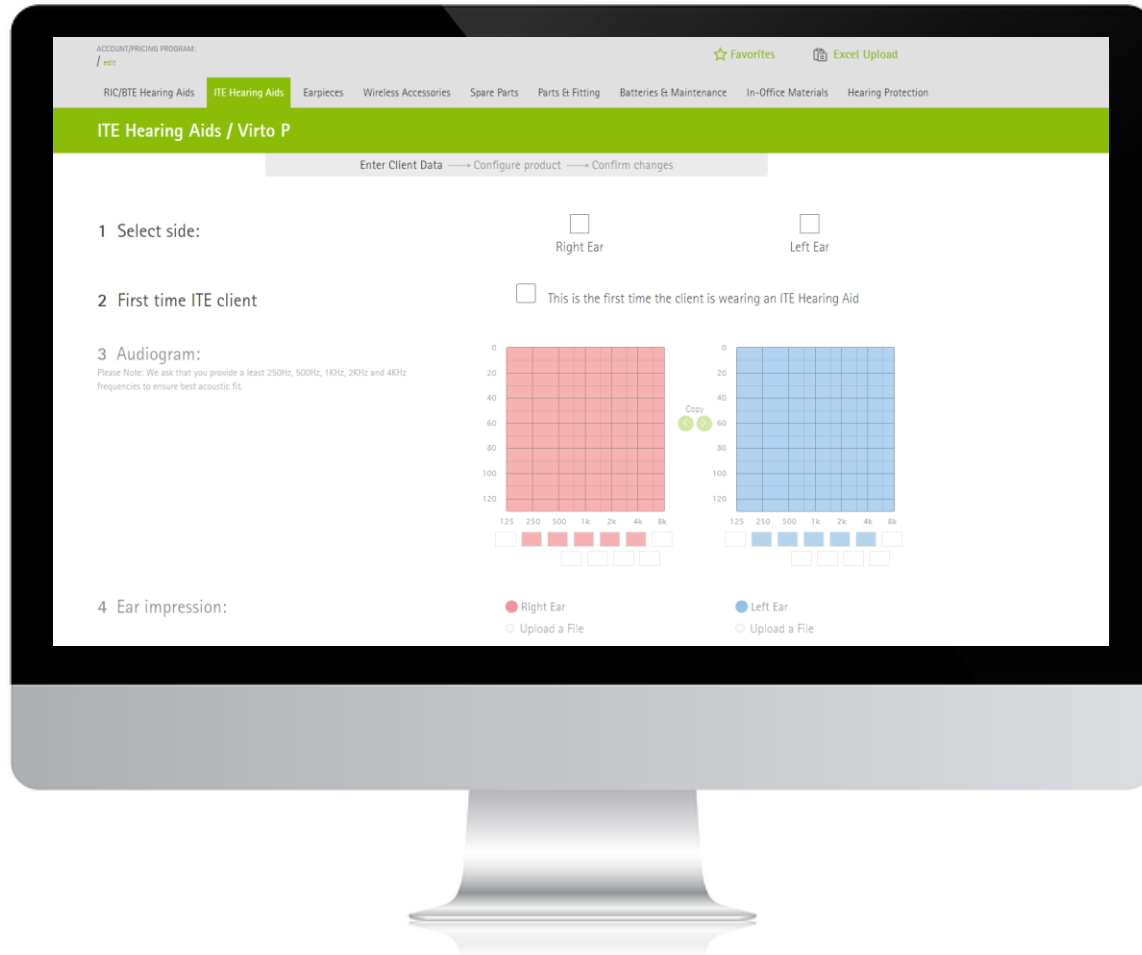 ACCOUNT/PRICING PROGRAM:
/ edit
Favorites
Excel Upload
RIC/BTE Hearing Aids ITE Hearing Aids Earpieces Wireless Accessories Spare Parts Parts & Fitting Batteries & Maintenance In-Office Materials Hearing Protection
ITE Hearing Aids / Virto P
Enter Client Data → Configure product → Confirm changes
1 Select side:
Right Ear
Left Ear
2 First time ITE client
This is the first time the client is wearing an ITE Hearing Aid
3 Audiogram:
Please Note: We ask that you provide a least 250Hz, 500Hz, 1KHz, 2KHz and 4KHz
frequencies to ensure best acoustic fit.
0
20
40
60
80
100
120
125 250 500 1k 2k 4k 8k
Copy
0
20
40
60
80
100
120
125 250 500 1k 2k 4k 8k
4 Ear impression:
Right Ear
Upload a File
Left Ear
Upload a File